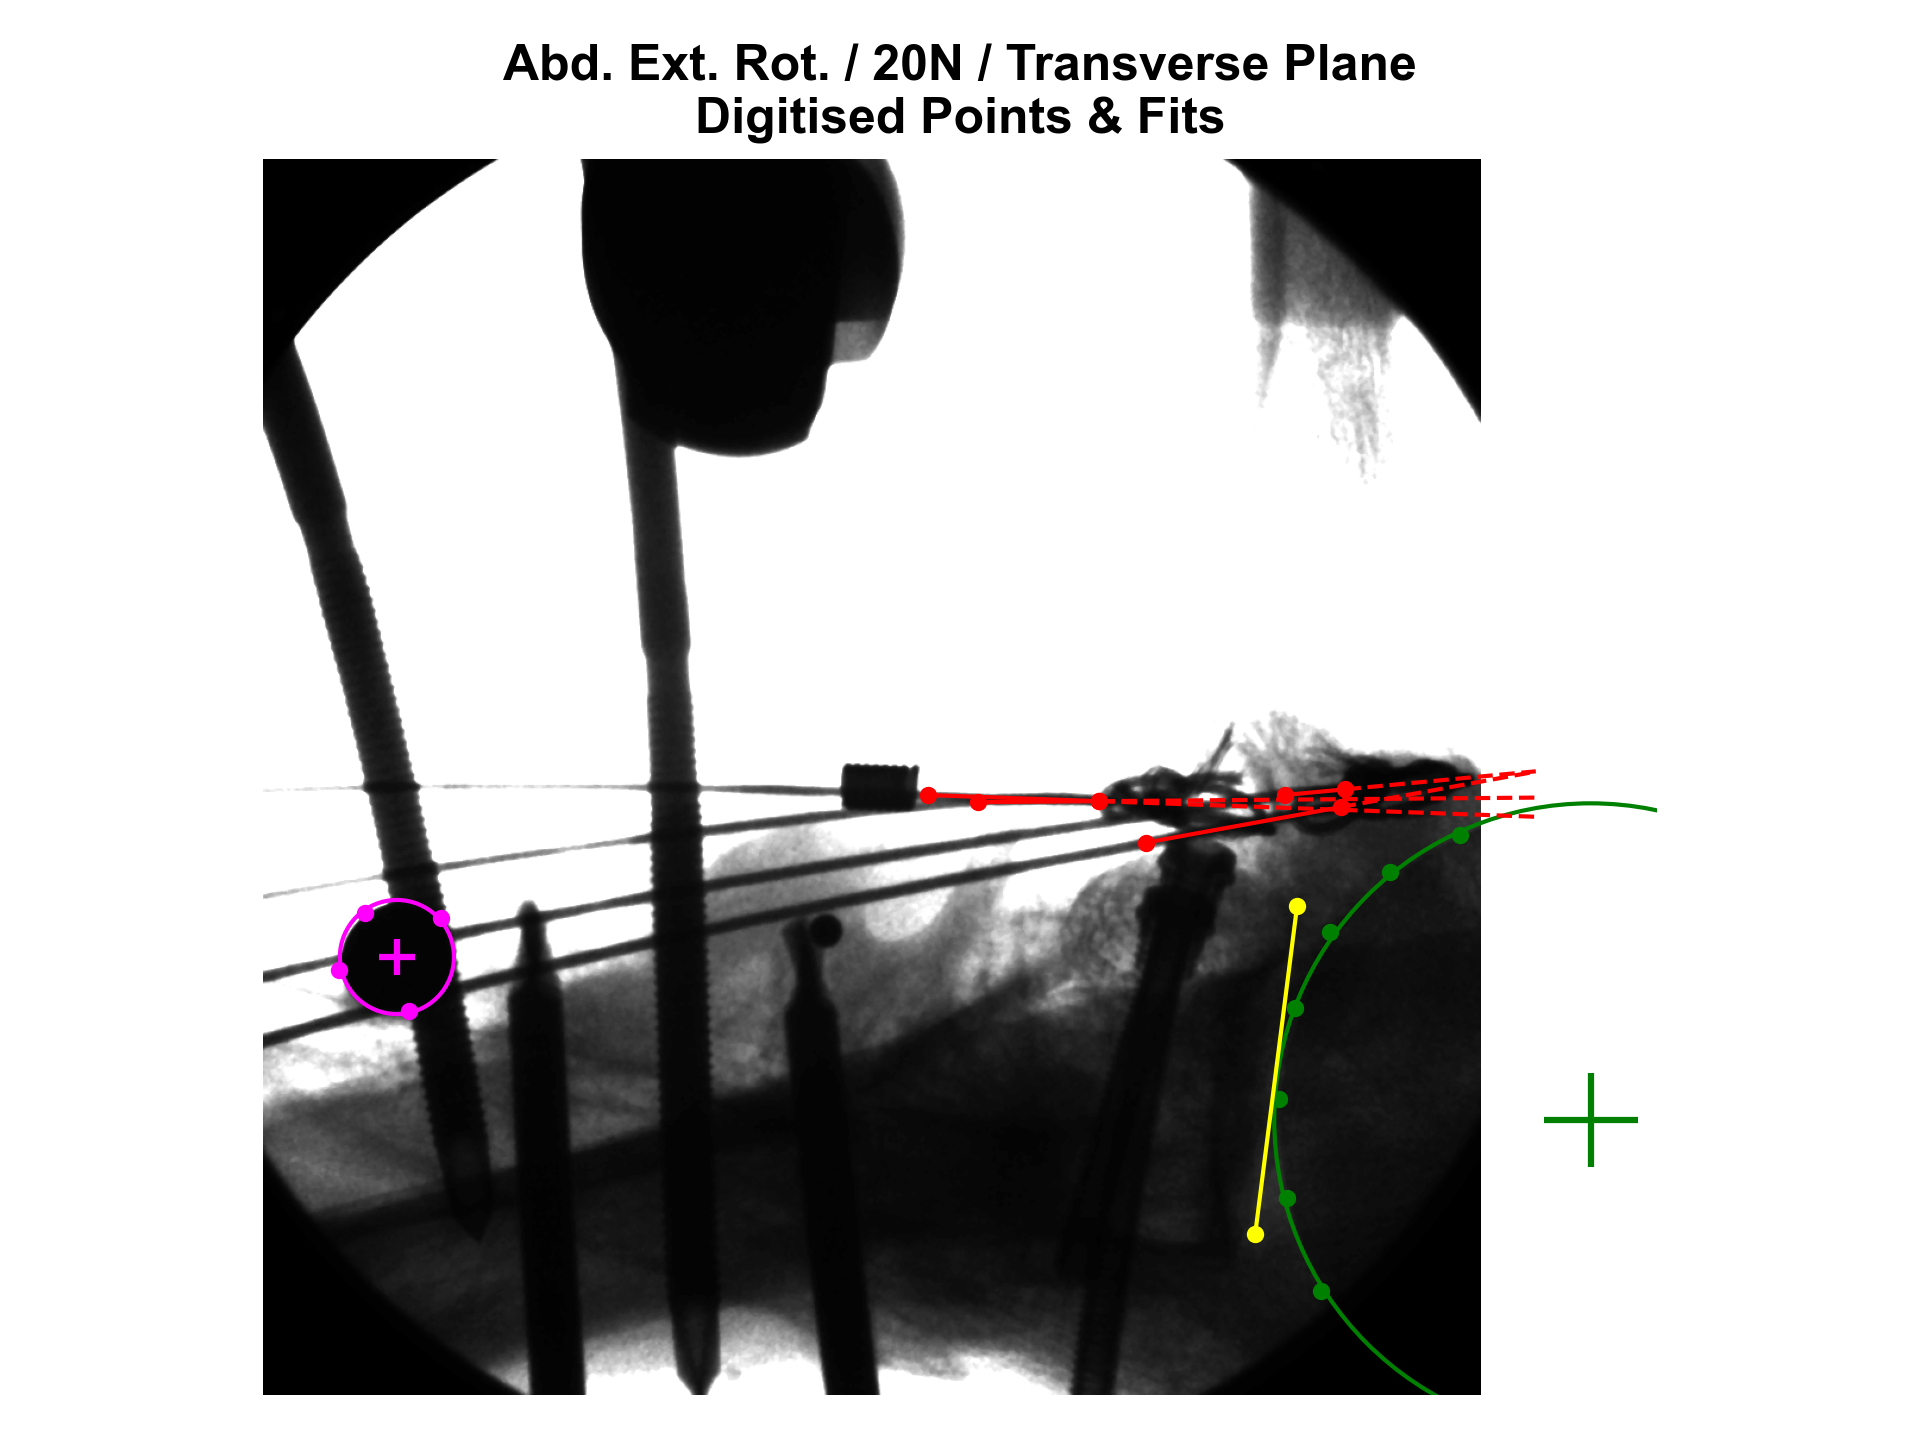 Abd. Ext. Rot. / 20N / Transverse Plane
Digitised Points & Fits